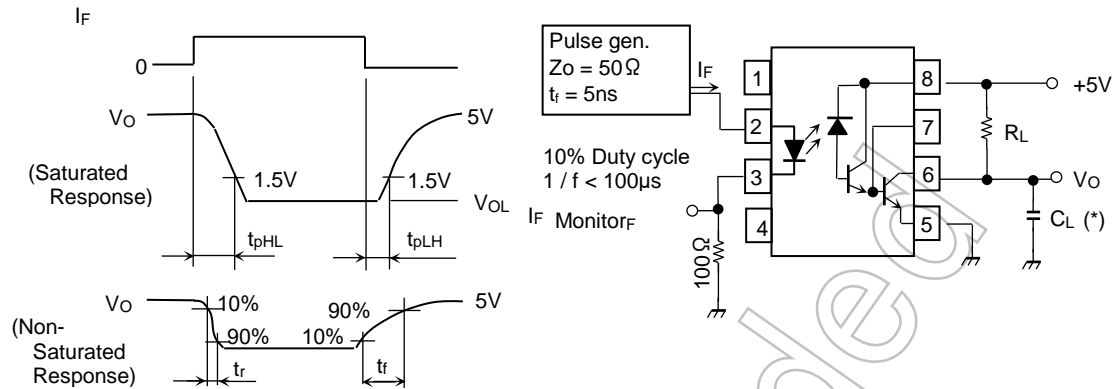 IF
0
VO
5V
(Saturated
Response)
1.5V
1.5V
VOL
tpHL
tpLH
VO
10%
90%
5V
(Non-
Saturated
Response)
90%
10%
tr
tf
Pulse gen.
Zo = 50Ω
tf = 5ns
IF
10% Duty cycle
1 / f < 100µs
IF MonitorF
100Ω
1
2
3
4
8
7
6
5
+5V
RL
VO
CL (*)